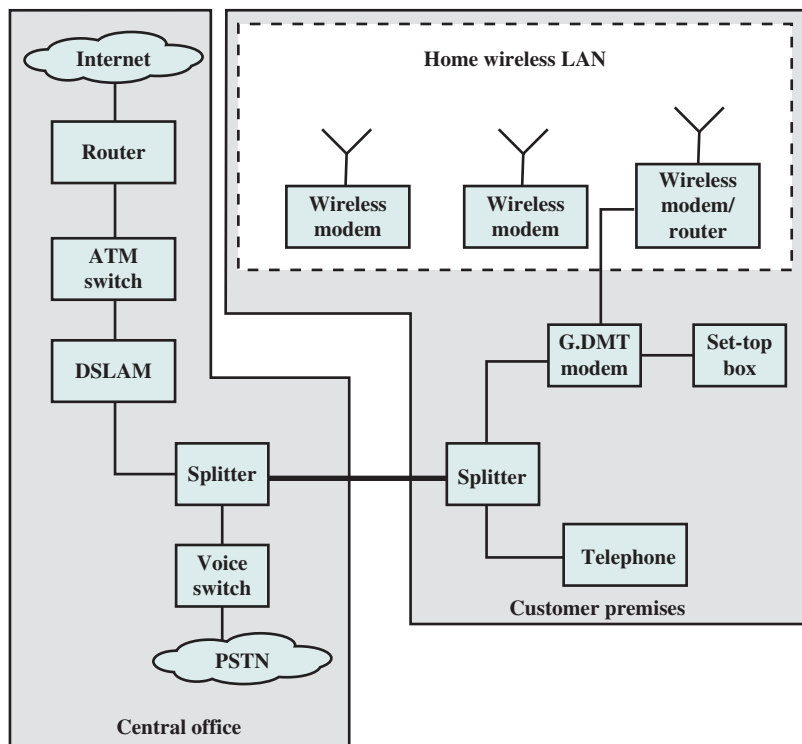 Internet
Router
ATM
switch
DSLAM
Splitter
Voice
switch
PSTN
Central office
Home wireless LAN
Wireless
modem
Wireless
modem
Wireless
modem/
router
G.DMT
modem
Set-top
box
Splitter
Telephone
Customer premises